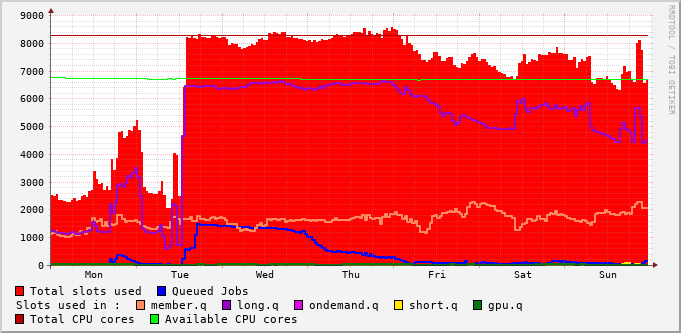 RRDTOOL / TOBI OETIKER
9000
8000
7000
6000
5000
4000
3000
2000
1000
0
Mon Tue Wed Thu Fri Sat Sun
Total slots used Queued Jobs
Slots used in : member.q long.q ondemand.q short.q gpu.q
Total CPU cores Available CPU cores